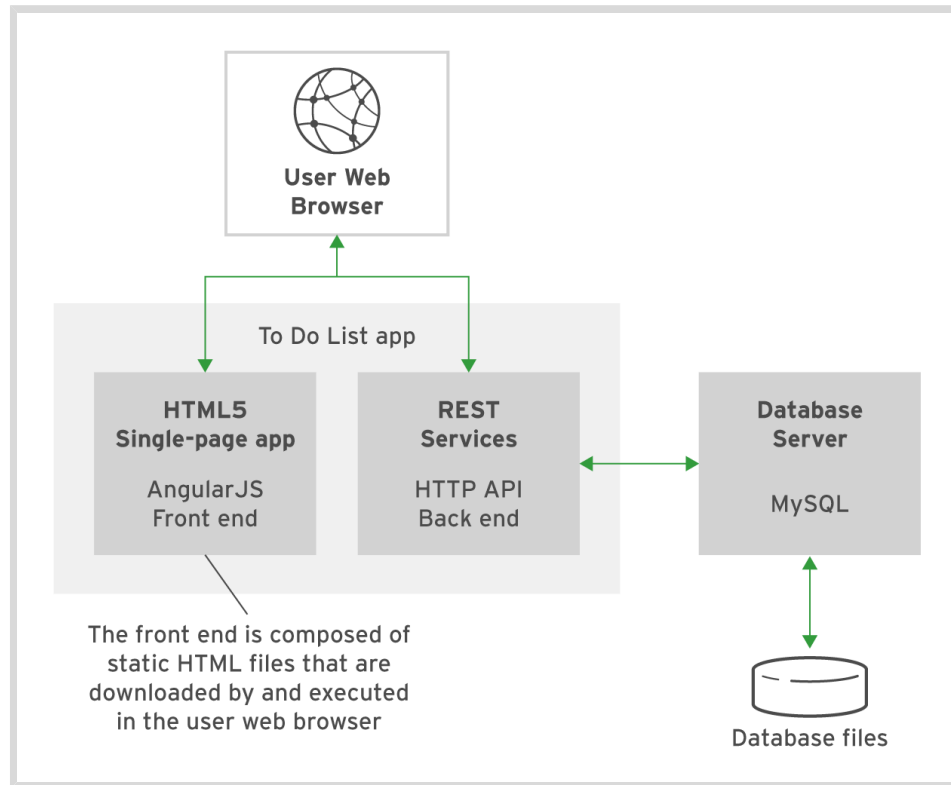 User Web
Browser
To Do List app
HTML5
Single-page app
AngularJS
Front end
REST
Services
HTTP API
Back end
Database
Server
MySQL
The front end is composed of
static HTML files that are
downloaded by and executed
in the user web browser
Database files